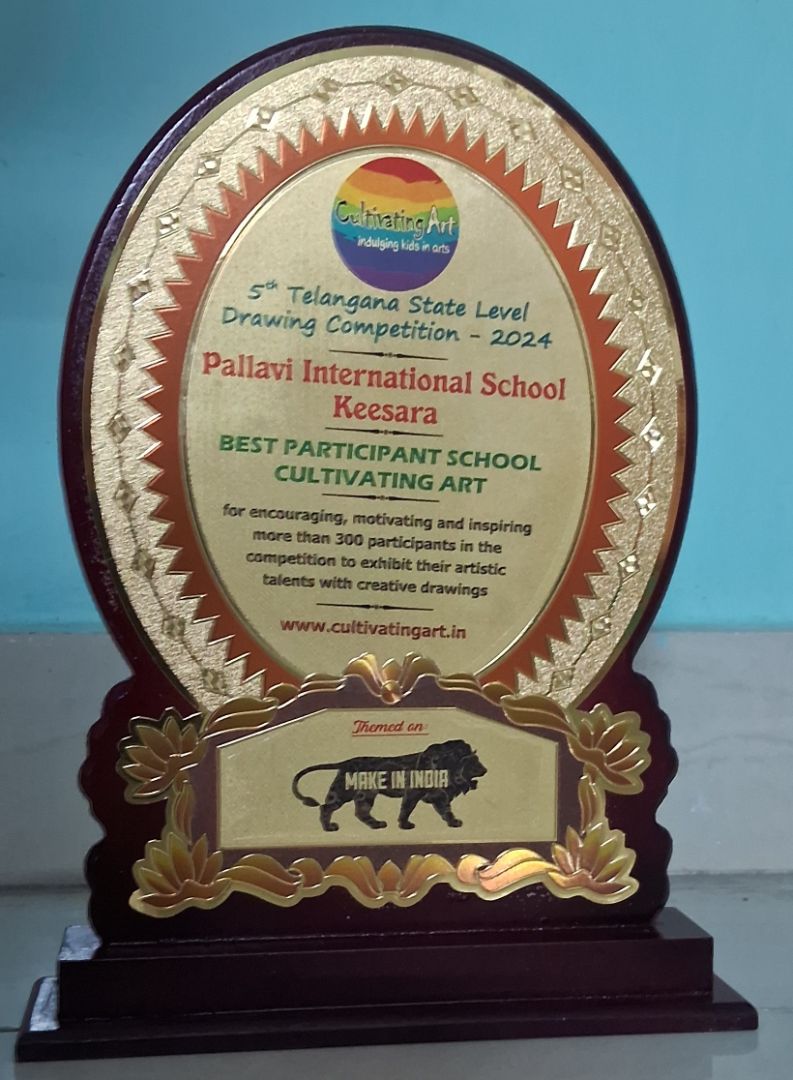 Cultivating Art
indulging kids in arts
5th Telangana State Level
Drawing Competition - 2024
Pallavi International School
Keesara
BEST PARTICIPANT SCHOOL
CULTIVATING ART
for encouraging, motivating and inspiring
more than 300 participants in the
competition to exhibit their artistic
talents with creative drawings
www.cultivatingart.in
Themed on:
MAKE IN INDIA